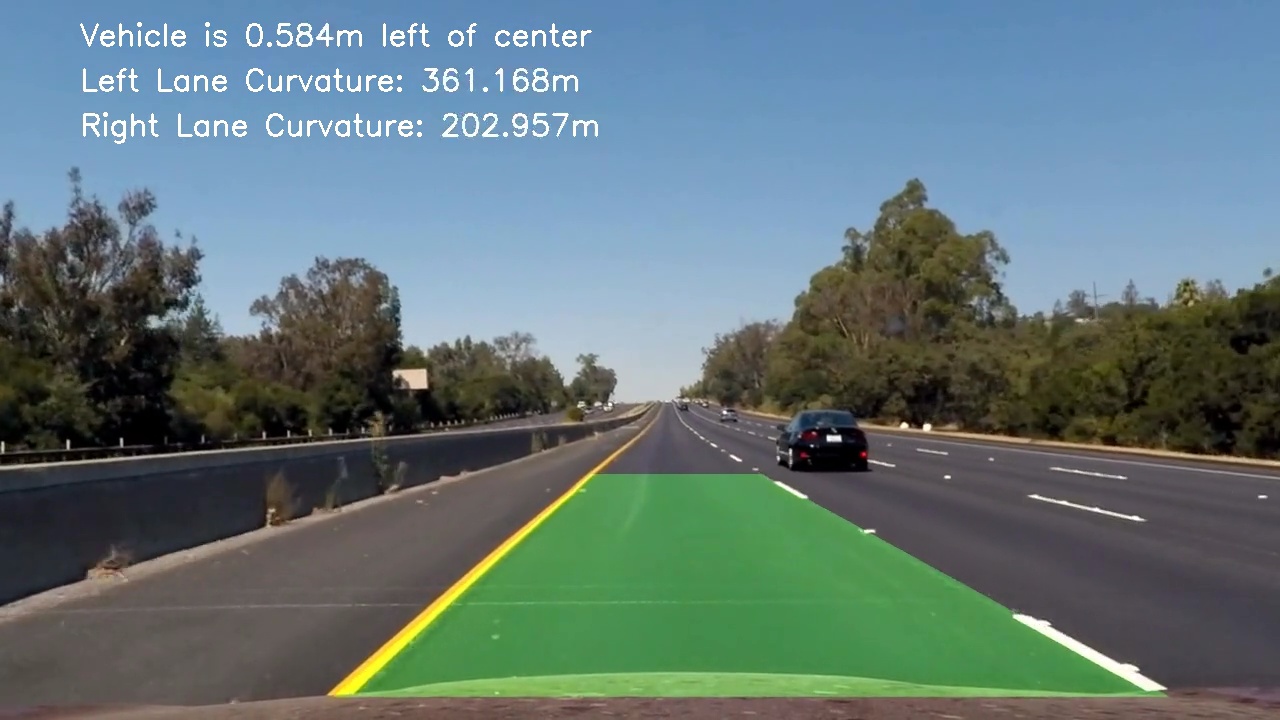 Vehicle is 0.584m left of center
Left Lane Curvature: 361.168m
Right Lane Curvature: 202.957m